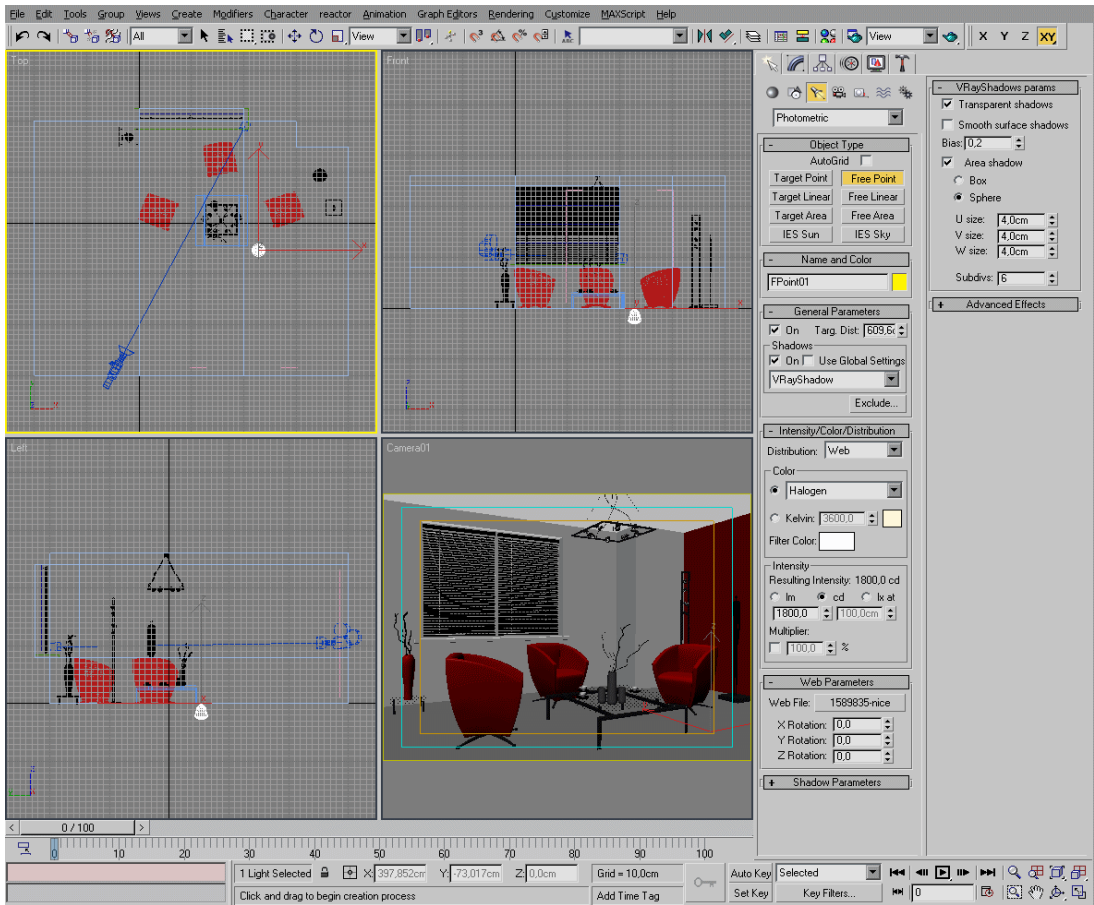 File Edit Tools Group Views Create Modifiers Character reactor Animation Graph Editors Rendering Customize MAXScript Help
All View ABC View X Y Z XY
Top
Front
Left
Camera01
Photometric
- Object Type
AutoGrid
Target Point Free Point
Target Linear Free Linear
Target Area Free Area
IES Sun IES Sky
- Name and Color
FPoint01
- General Parameters
On Targ. Dist: 609,6
Shadows
On Use Global Settings
VRayShadow
Exclude...
- Intensity/Color/Distribution
Distribution: Web
Color
Halogen
Kelvin: 3600,0
Filter Color:
Intensity
Resulting Intensity: 1800,0 cd
lm cd lx at
1800,0 100,0cm
Multiplier:
100,0 %
- Web Parameters
Web File: 1589835-nice
X Rotation: 0,0
Y Rotation: 0,0
Z Rotation: 0,0
+ Shadow Parameters
- VRayShadows params
Transparent shadows
Smooth surface shadows
Bias: 0,2
Area shadow
Box
Sphere
U size: 4,0cm
V size: 4,0cm
W size: 4,0cm
Subdivs: 6
+ Advanced Effects
< 0 / 100 >
0 10 20 30 40 50 60 70 80 90 100
1 Light Selected X: 397,852cm Y: -73,017cm Z: 0,0cm Grid = 10,0cm Auto Key Selected
Click and drag to begin creation process Add Time Tag Set Key Key Filters... 0